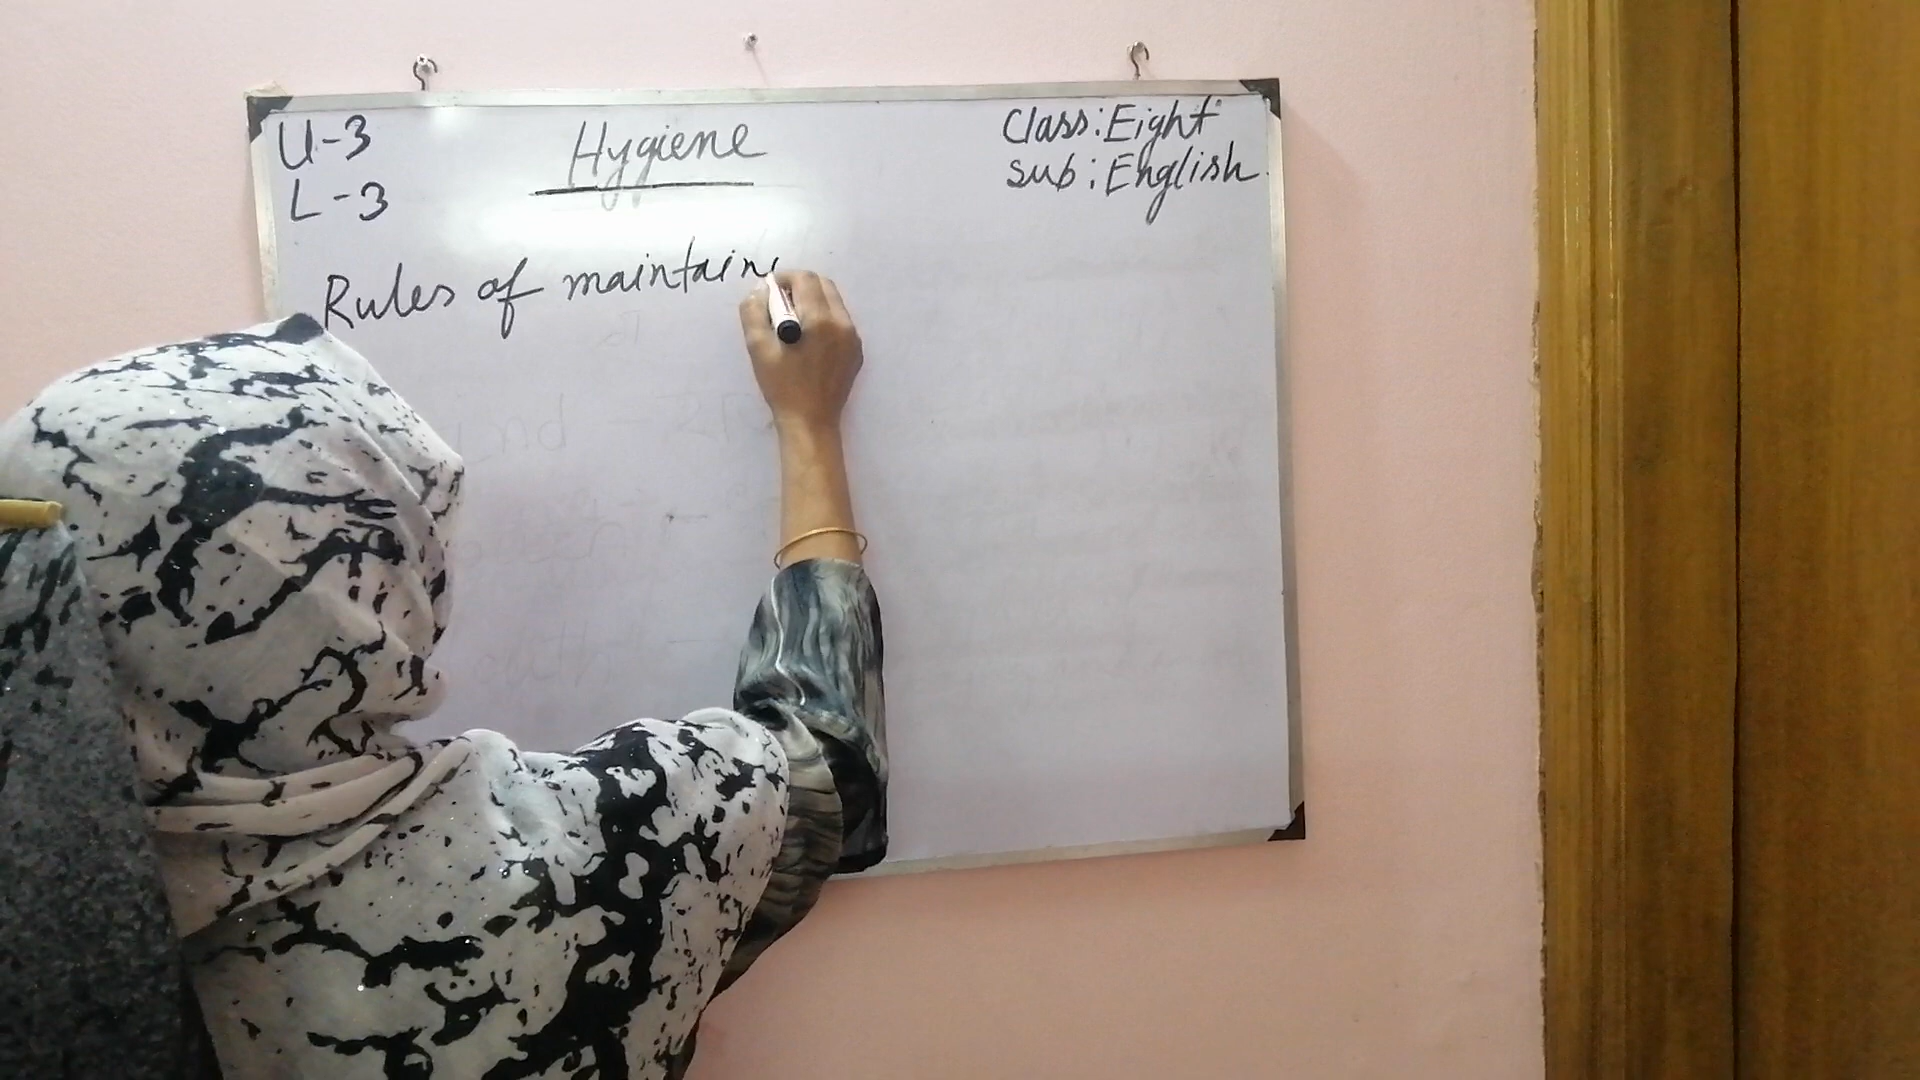 U-3
L-3
Hygiene
Class: Eight
Sub: English
Rules of maintain